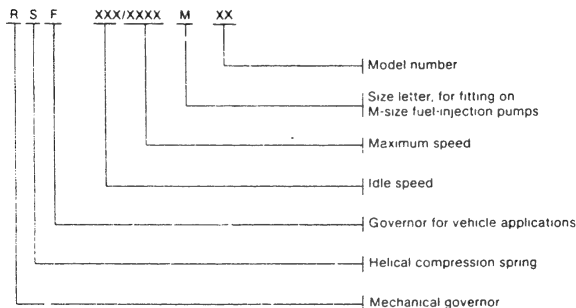 R S F XXX/XXXX M XX
Model number
Size letter, for fitting on
M-size fuel-injection pumps
Maximum speed
Idle speed
Governor for vehicle applications
Helical compression spring
Mechanical governor